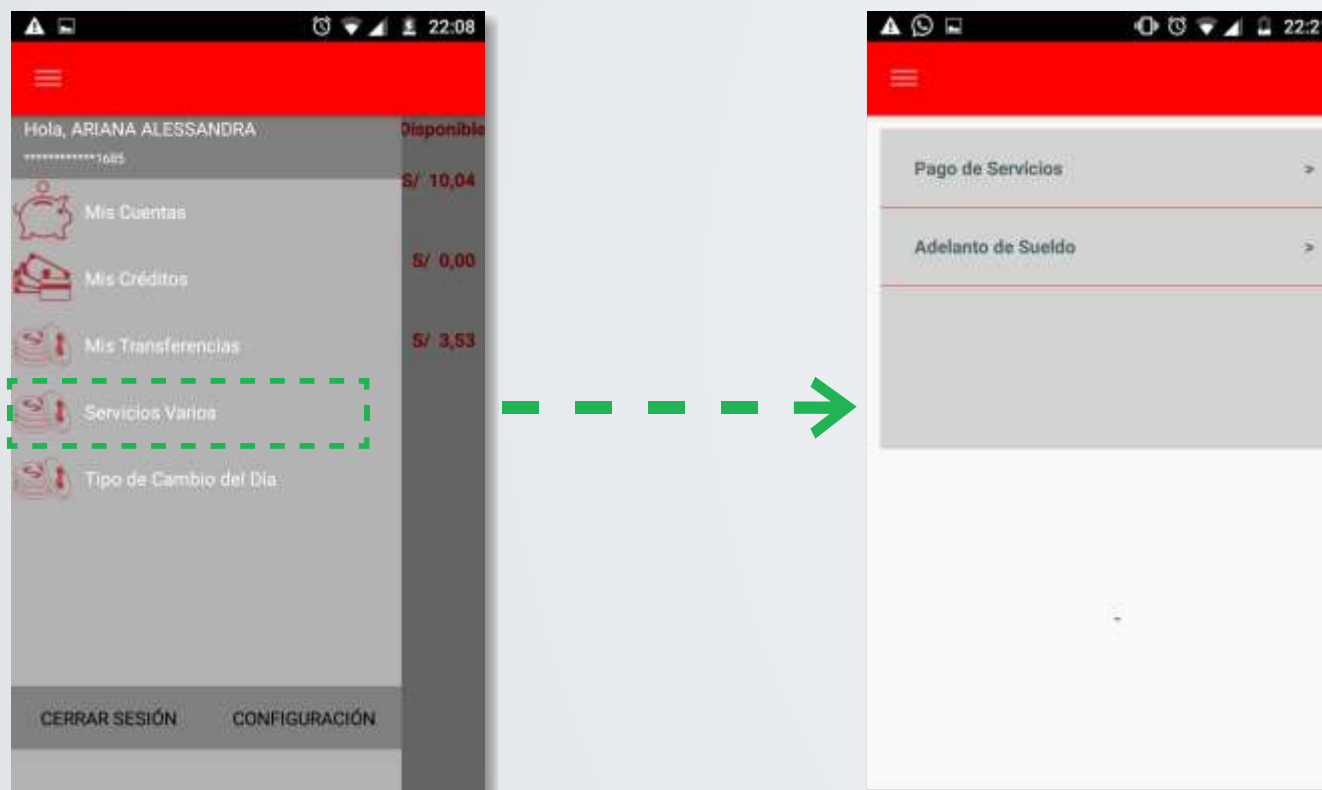 22:08
Hola, ARIANA ALESSANDRA
************1685
Disponible
S/ 10,04
Mis Cuentas
S/ 0,00
Mis Créditos
S/ 3,53
Mis Transferencias
Servicios Varios
Tipo de Cambio del Día
CERRAR SESIÓN CONFIGURACIÓN
Pago de Servicios >
Adelanto de Sueldo >
-